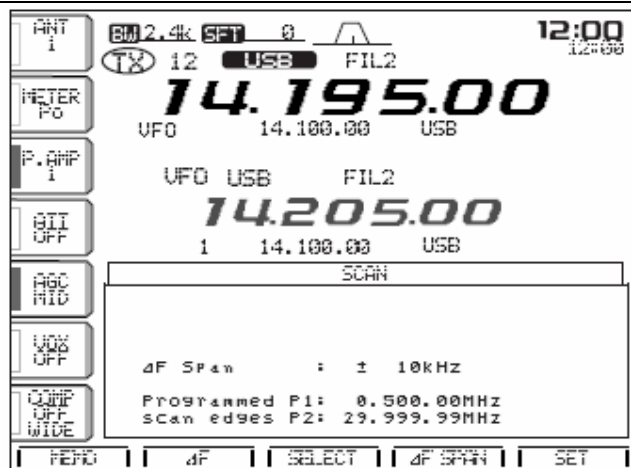 ANT
1
BW 2.4k SFT 0
12:00
12:00
TX 12 USB FIL2
METER
Po
14.195.00
VFO 14.100.00 USB
P.AMP
1
VFO USB FIL2
ATT
OFF
14.205.00
1 14.100.00 USB
AGC
MID
SCAN
VOX
OFF
ΔF Span : ± 10kHz
COMP
OFF
WIDE
Programmed P1: 0.500.00MHz
scan edges P2: 29.999.99MHz
MEMO ΔF SELECT ΔF SPAN SET